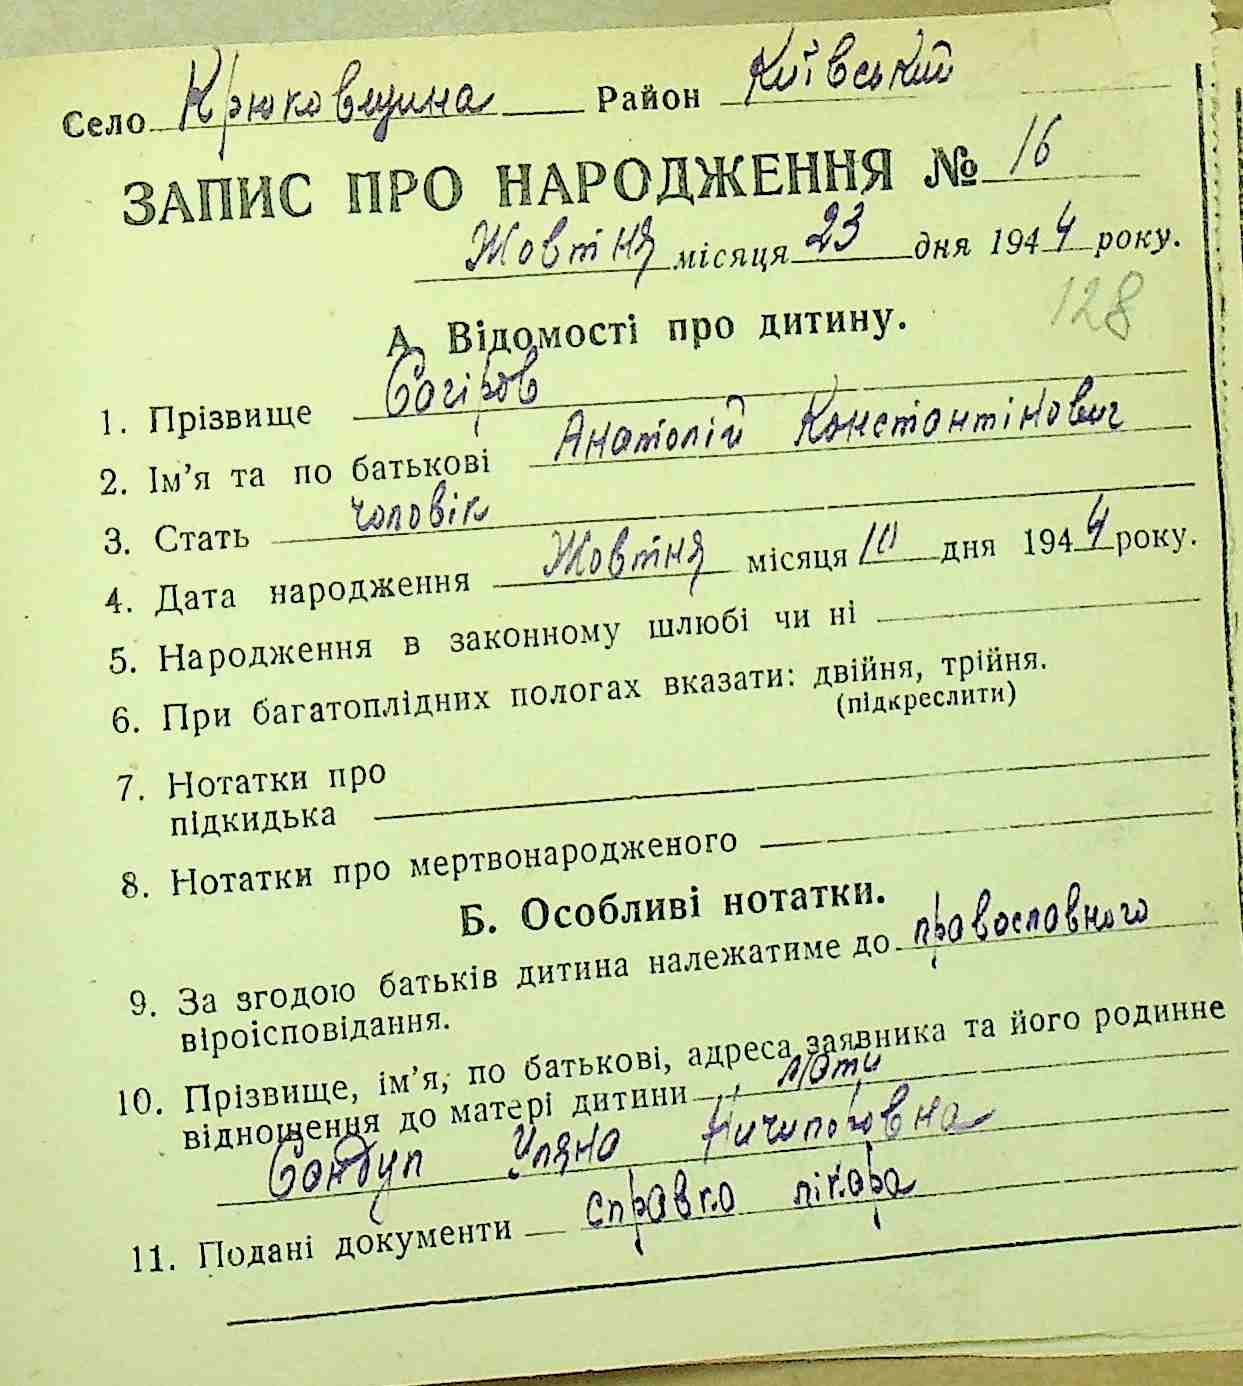 Село Крюковщина Район Київський
ЗАПИС ПРО НАРОДЖЕННЯ № 16
Жовтня місяця 23 дня 1944 року.
128
А. Відомості про дитину.
1. Прізвище Сагіров
2. Ім'я та по батькові Анатолій Константінович
3. Стать чоловік
4. Дата народження Жовтня місяця 10 дня 1944 року.
5. Народження в законному шлюбі чи ні
6. При багатоплідних пологах вказати: двійня, трійня.
(підкреслити)
7. Нотатки про
підкидька
8. Нотатки про мертвонародженого
Б. Особливі нотатки.
9. За згодою батьків дитина належатиме до православного
віроісповідання.
10. Прізвище, ім'я, по батькові, адреса заявника та його родинне
відношення до матері дитини мати
Сандул Уляна Ничипоровна
11. Подані документи справка лікара